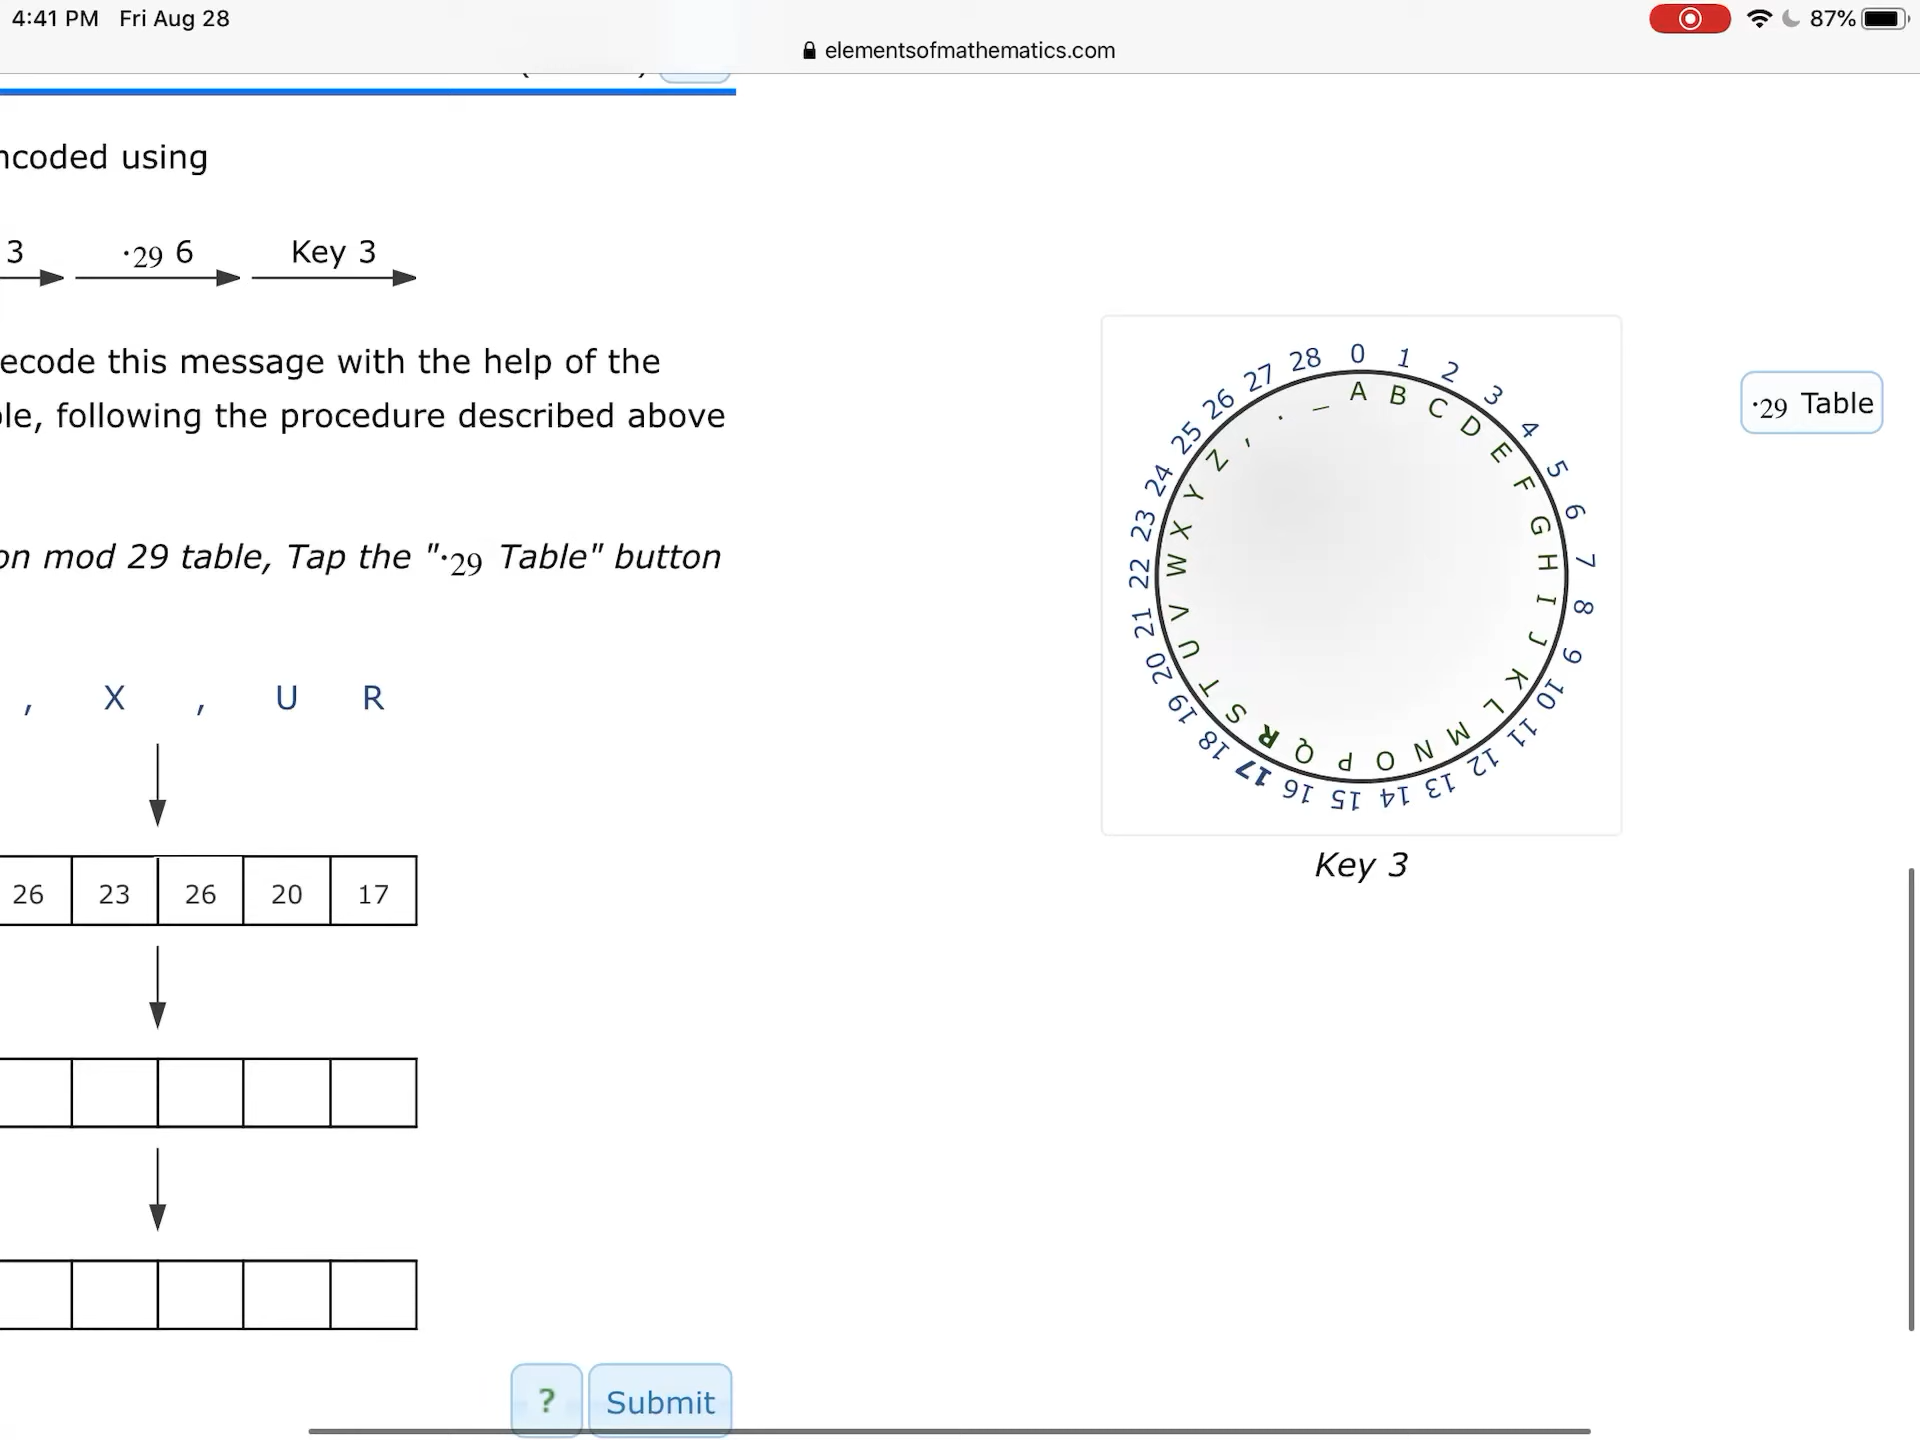 4:41 PM Fri Aug 28
87%
elementsofmathematics.com
ncoded using
3 ·29 6 Key 3
ecode this message with the help of the
le, following the procedure described above
on mod 29 table, Tap the "·29 Table" button
, X , U R
26 23 26 20 17
? Submit
0 1 2 3 4 5 6 7 8 9 10 11 12 13 14 15 16 17 18 19 20 21 22 23 24 25 26 27 28
A B C D E F G H I J K L M N O P Q R S T U V W X Y Z , . _
Key 3
·29 Table